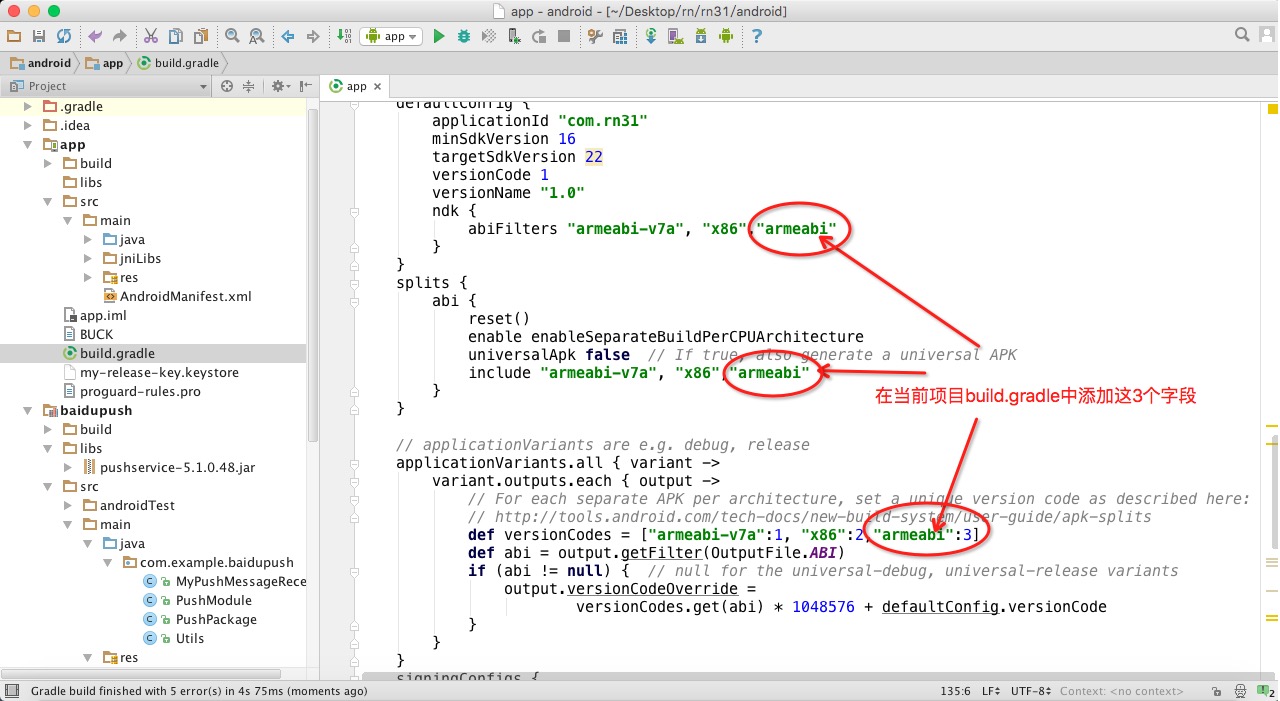 app - android - [~/Desktop/rn/rn31/android]
app
android app build.gradle
Project
app
.gradle
.idea
app
build
libs
src
main
java
jniLibs
res
AndroidManifest.xml
app.iml
BUCK
build.gradle
my-release-key.keystore
proguard-rules.pro
baidupush
build
libs
pushservice-5.1.0.48.jar
src
androidTest
main
java
com.example.baidupush
MyPushMessageRece
PushModule
PushPackage
Utils
res
defaultConfig {
applicationId "com.rn31"
minSdkVersion 16
targetSdkVersion 22
versionCode 1
versionName "1.0"
ndk {
abiFilters "armeabi-v7a", "x86","armeabi"
}
}
splits {
abi {
reset()
enable enableSeparateBuildPerCPUArchitecture
universalApk false // If true, also generate a universal APK
include "armeabi-v7a", "x86","armeabi"
}
}
在当前项目build.gradle中添加这3个字段
// applicationVariants are e.g. debug, release
applicationVariants.all { variant ->
variant.outputs.each { output ->
// For each separate APK per architecture, set a unique version code as described here:
// http://tools.android.com/tech-docs/new-build-system/user-guide/apk-splits
def versionCodes = ["armeabi-v7a":1, "x86":2,"armeabi":3]
def abi = output.getFilter(OutputFile.ABI)
if (abi != null) { // null for the universal-debug, universal-release variants
output.versionCodeOverride =
versionCodes.get(abi) * 1048576 + defaultConfig.versionCode
}
}
}
signingConfigs {
Gradle build finished with 5 error(s) in 4s 75ms (moments ago)
135:6 LF UTF-8 Context: <no context>
2